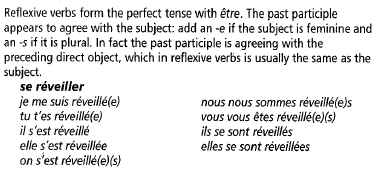 Reflexive verbs form the perfect tense with être. The past participle
appears to agree with the subject: add an -e if the subject is feminine and
an -s if it is plural. In fact the past participle is agreeing with the
preceding direct object, which in reflexive verbs is usually the same as the
subject.
se réveiller
je me suis réveillé(e)
tu t'es réveillé(e)
il s'est réveillé
elle s'est réveillée
on s'est réveillé(e)(s)
nous nous sommes réveillé(e)s
vous vous êtes réveillé(e)(s)
ils se sont réveillés
elles se sont réveillées